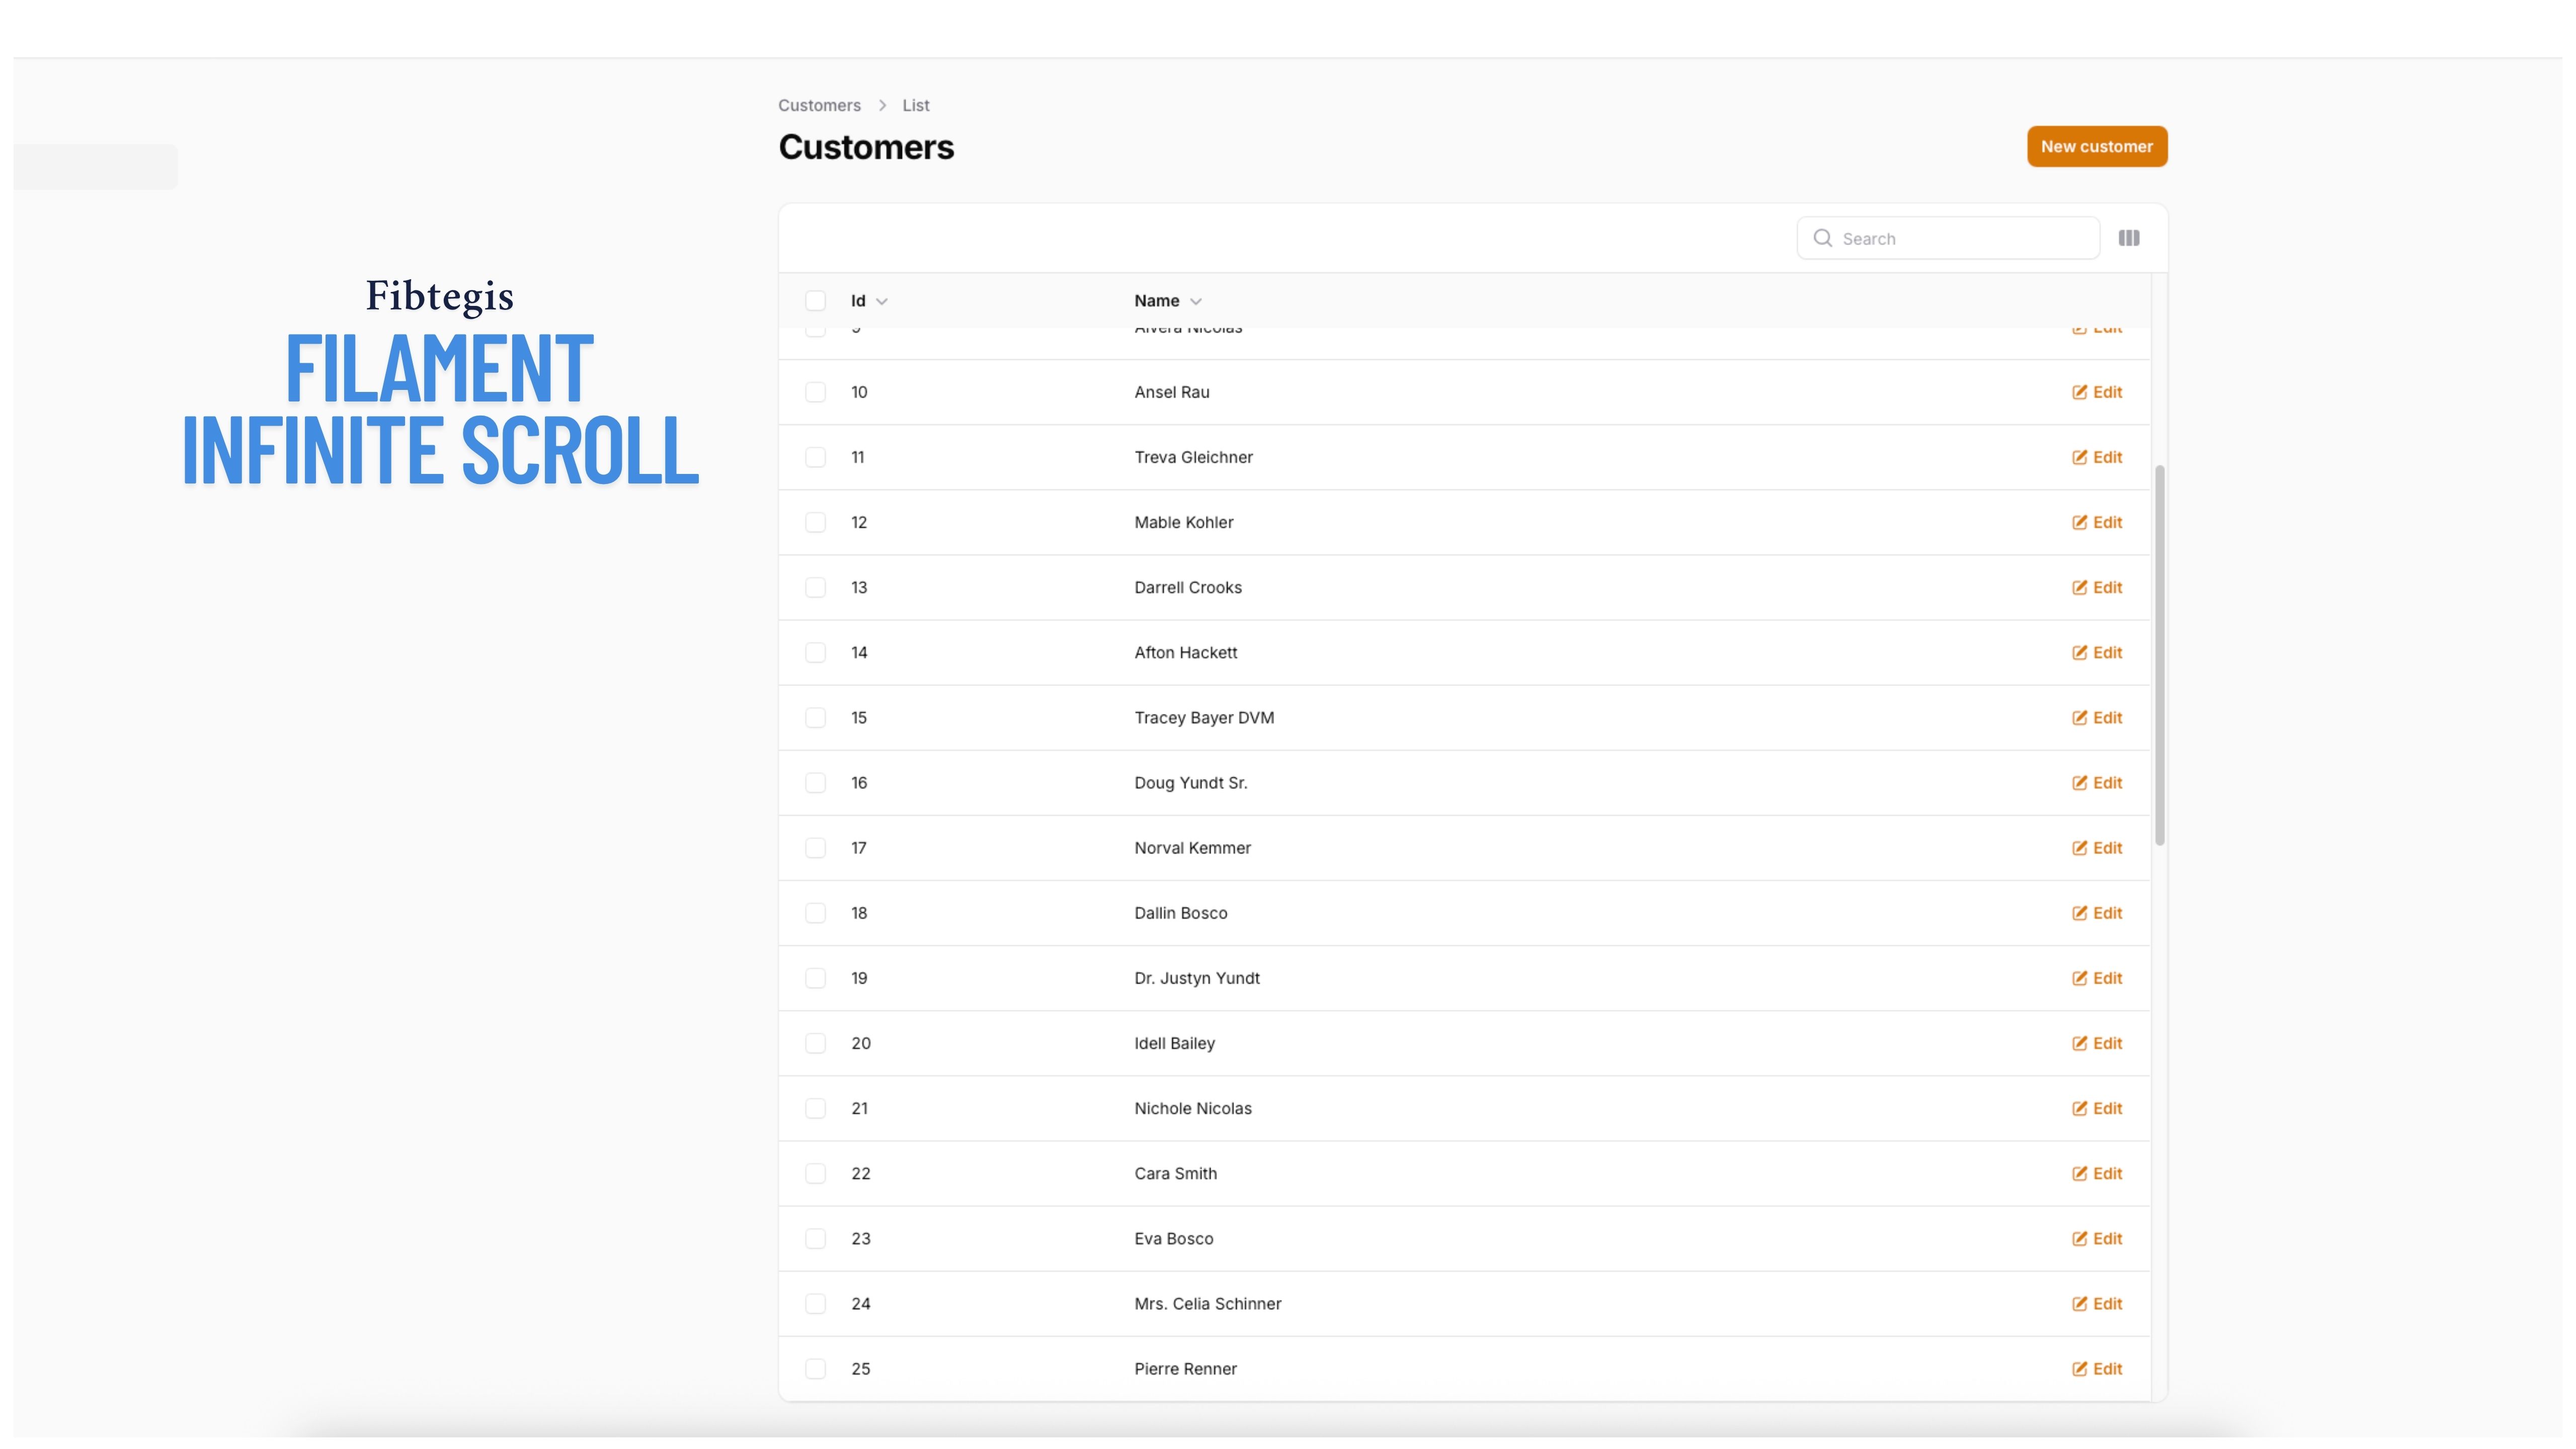 Customers > List
Customers
New customer
Fibtegis
FILAMENT
INFINITE SCROLL
Search
Id Name
9 Alvera Nicolas Edit
10 Ansel Rau Edit
11 Treva Gleichner Edit
12 Mable Kohler Edit
13 Darrell Crooks Edit
14 Afton Hackett Edit
15 Tracey Bayer DVM Edit
16 Doug Yundt Sr. Edit
17 Norval Kemmer Edit
18 Dallin Bosco Edit
19 Dr. Justyn Yundt Edit
20 Idell Bailey Edit
21 Nichole Nicolas Edit
22 Cara Smith Edit
23 Eva Bosco Edit
24 Mrs. Celia Schinner Edit
25 Pierre Renner Edit